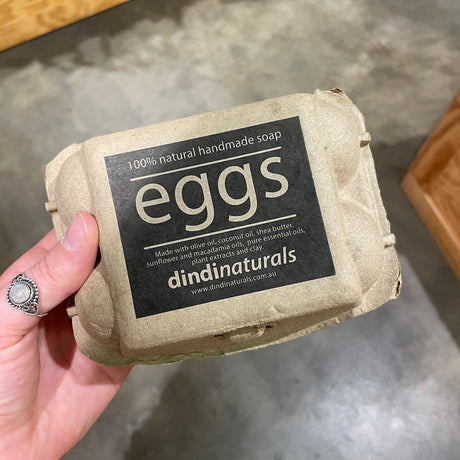 100% natural handmade soap
eggs
Made with olive oil, coconut oil, shea butter,
sunflower and macadamia oils, pure essential oils,
plant extracts and clay.
dindinaturals
www.dindinaturals.com.au